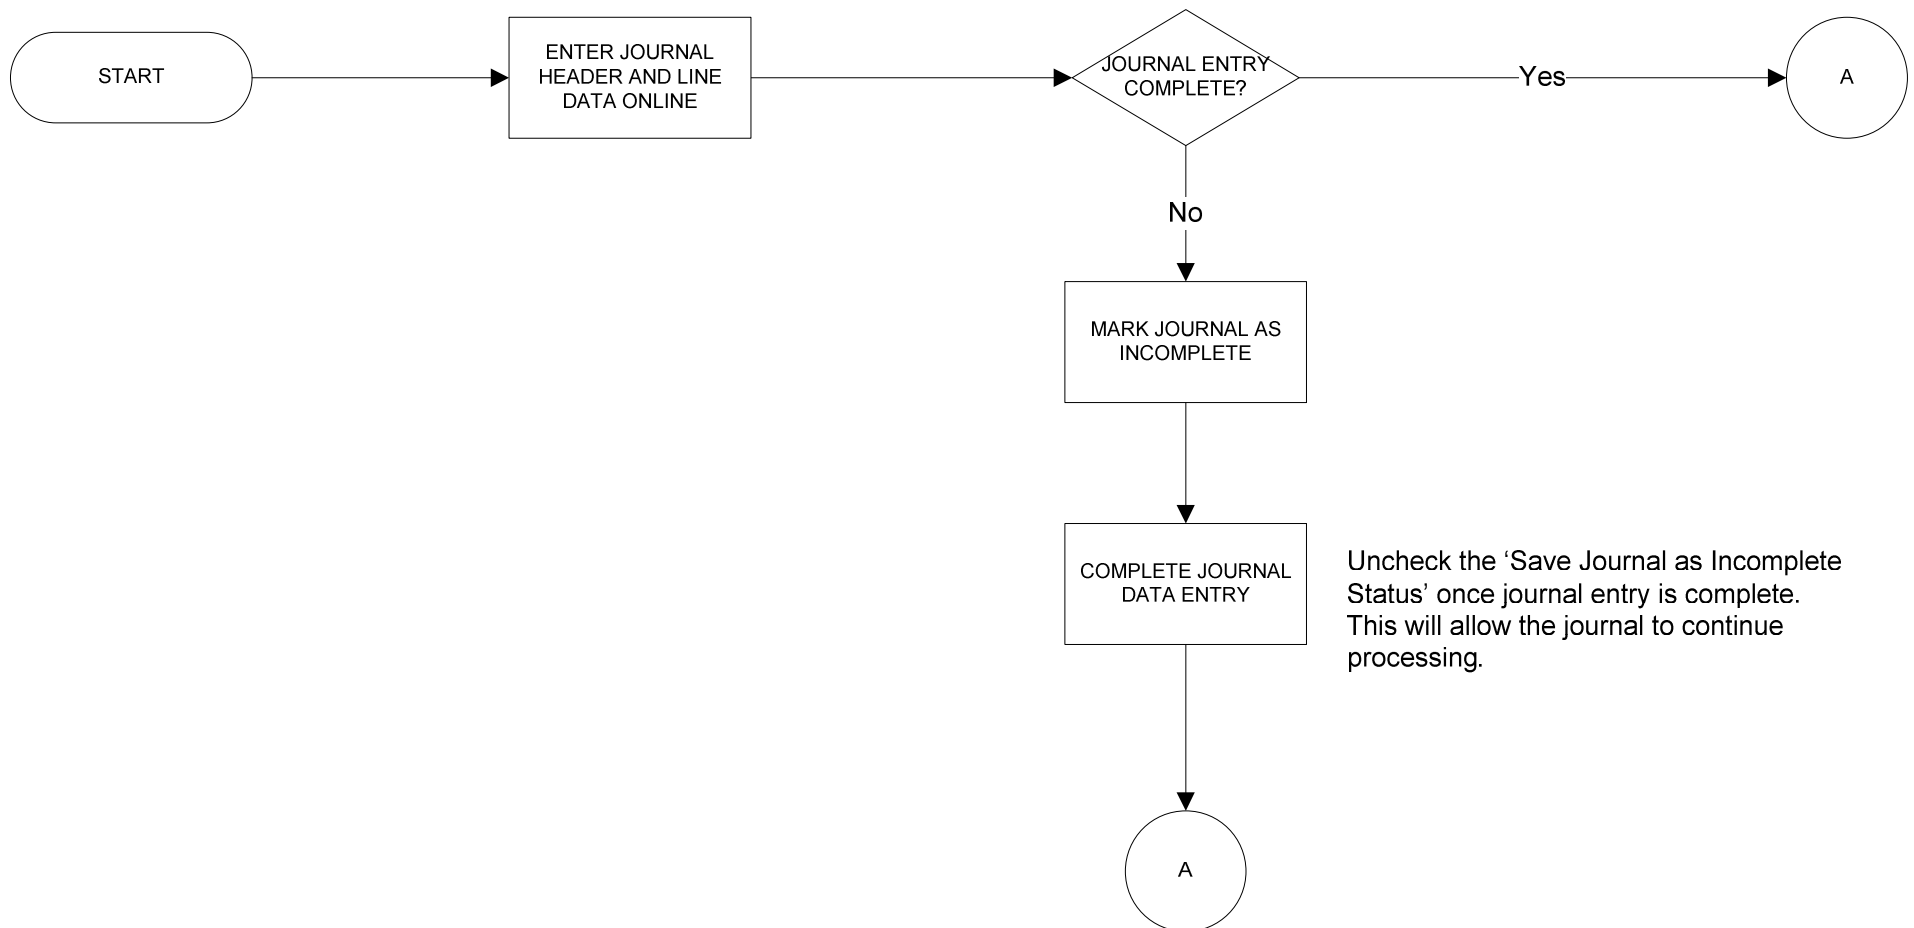 START
ENTER JOURNAL
HEADER AND LINE
DATA ONLINE
JOURNAL ENTRY
COMPLETE?
Yes
A
No
MARK JOURNAL AS
INCOMPLETE
COMPLETE JOURNAL
DATA ENTRY
Uncheck the ‘Save Journal as Incomplete
Status’ once journal entry is complete.
This will allow the journal to continue
processing.
A